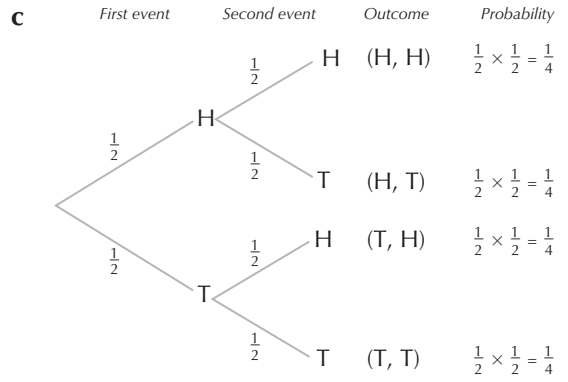 c First event Second event Outcome Probability
1/2 H (H, H) 1/2 × 1/2 = 1/4
H
1/2
1/2 T (H, T) 1/2 × 1/2 = 1/4
1/2 H (T, H) 1/2 × 1/2 = 1/4
1/2
T
1/2 T (T, T) 1/2 × 1/2 = 1/4